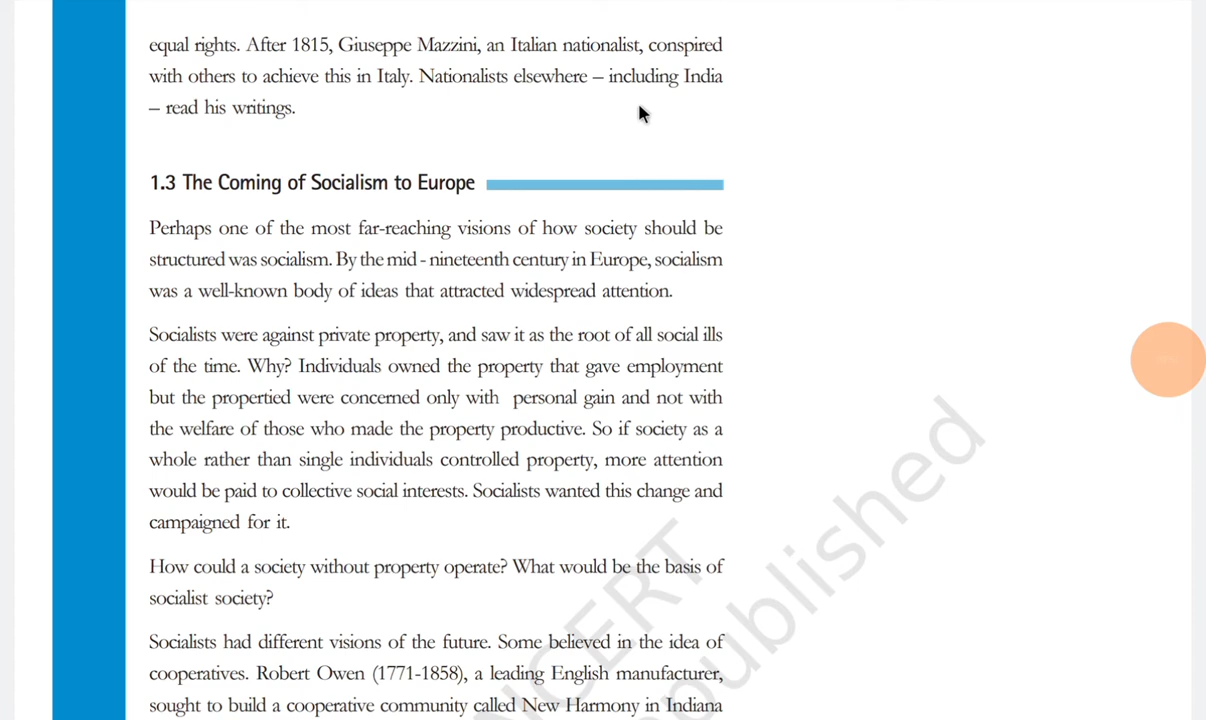 equal rights. After 1815, Giuseppe Mazzini, an Italian nationalist, conspired
with others to achieve this in Italy. Nationalists elsewhere – including India
– read his writings.
1.3 The Coming of Socialism to Europe
Perhaps one of the most far-reaching visions of how society should be
structured was socialism. By the mid - nineteenth century in Europe, socialism
was a well-known body of ideas that attracted widespread attention.
Socialists were against private property, and saw it as the root of all social ills
of the time. Why? Individuals owned the property that gave employment
but the propertied were concerned only with personal gain and not with
the welfare of those who made the property productive. So if society as a
whole rather than single individuals controlled property, more attention
would be paid to collective social interests. Socialists wanted this change and
campaigned for it.
How could a society without property operate? What would be the basis of
socialist society?
Socialists had different visions of the future. Some believed in the idea of
cooperatives. Robert Owen (1771-1858), a leading English manufacturer,
sought to build a cooperative community called New Harmony in Indiana
NCERT
published